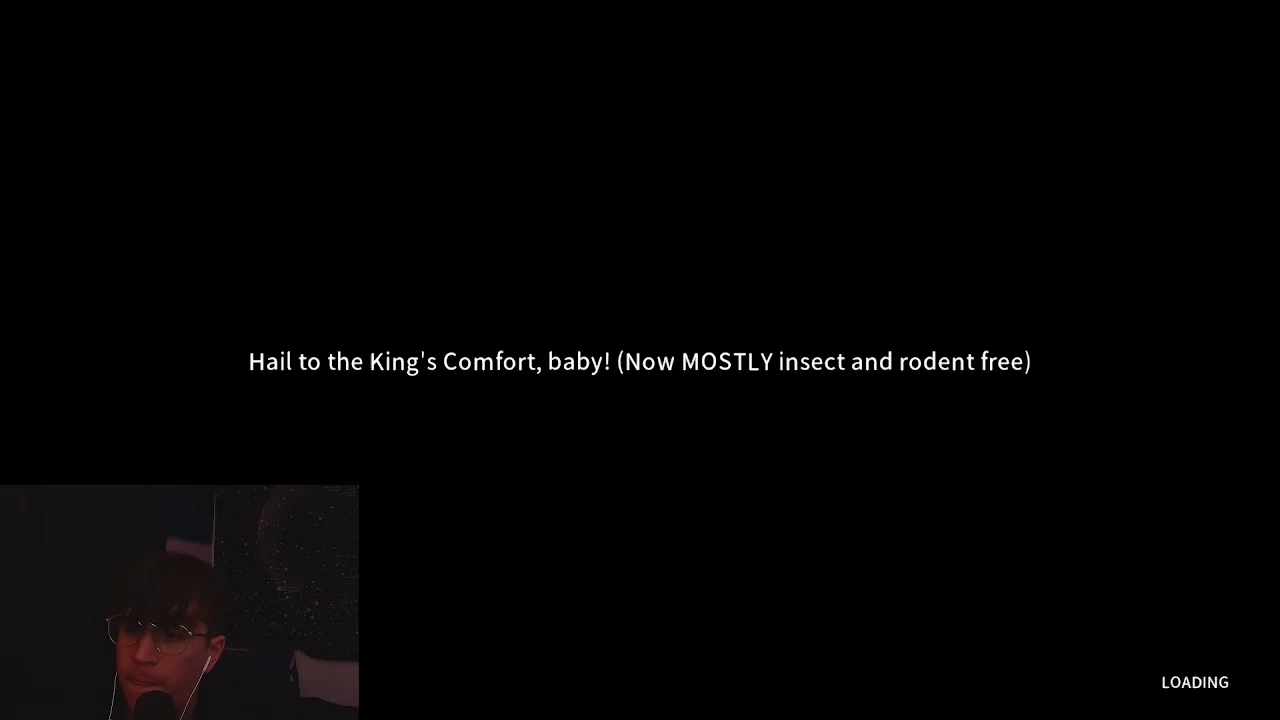 Hail to the King's Comfort, baby! (Now MOSTLY insect and rodent free)
LOADING